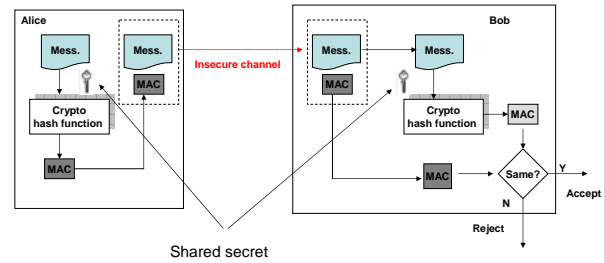 Alice
Mess.
Mess.
MAC
Crypto
hash function
MAC
Insecure channel
Bob
Mess.
Mess.
MAC
Crypto
hash function
MAC
MAC
Same?
Y
Accept
N
Reject
Shared secret